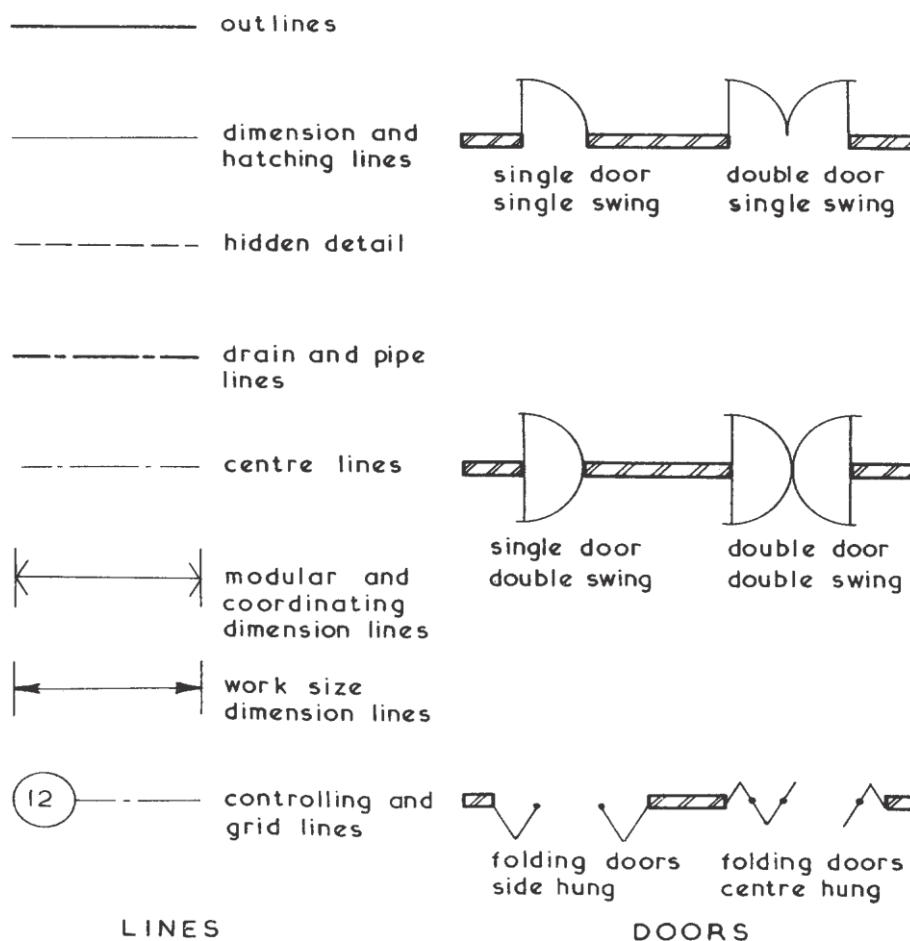 outlines
dimension and
hatching lines
hidden detail
drain and pipe
lines
centre lines
modular and
coordinating
dimension lines
work size
dimension lines
12
controlling and
grid lines
LINES
single door
single swing
double door
single swing
single door
double swing
double door
double swing
folding doors
side hung
folding doors
centre hung
DOORS